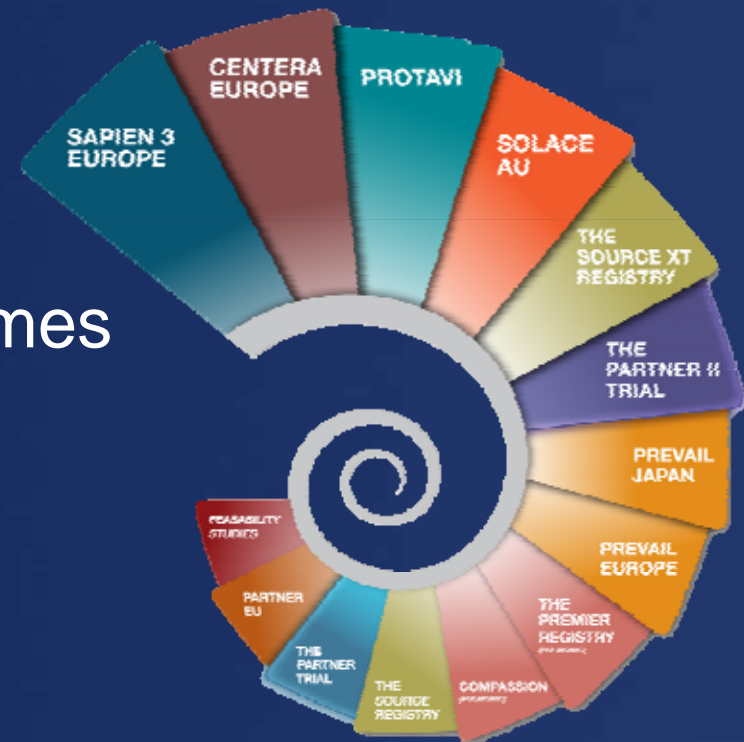 SAPIEN 3
EUROPE
CENTERA
EUROPE
PROTAVI
SOLACE
AU
THE
SOURCE XT
REGISTRY
THE
PARTNER II
TRIAL
PREVAIL
JAPAN
PREVAIL
EUROPE
THE
PREMIER
REGISTRY
COMPASSION
THE
SOURCE
REGISTRY
THE
PARTNER
TRIAL
PARTNER
EU
FEASABILITY
STUDIES
mes